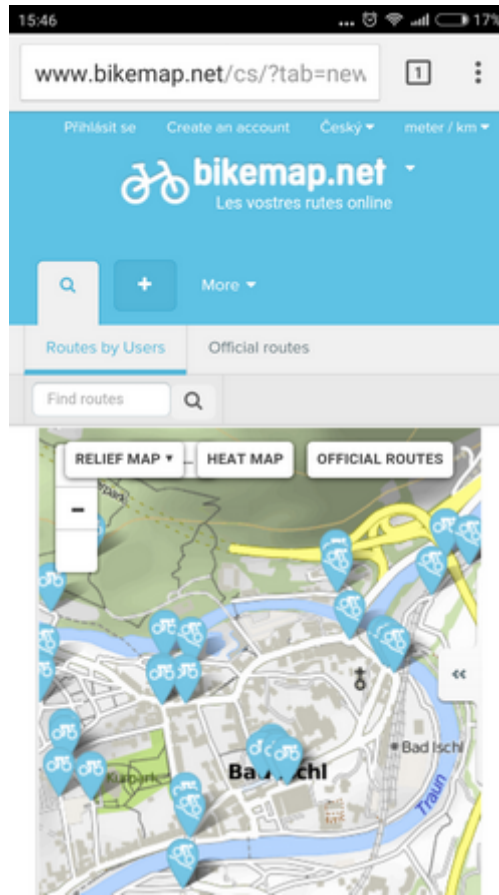 15:46 ... 17%
www.bikemap.net/cs/?tab=new 1
Přihlásit se Create an account Český meter / km
bikemap.net
Les vostres rutes online
+ More
Routes by Users Official routes
Find routes
RELIEF MAP HEAT MAP OFFICIAL ROUTES
−
«
Bad Ischl
Kurpark
Traun